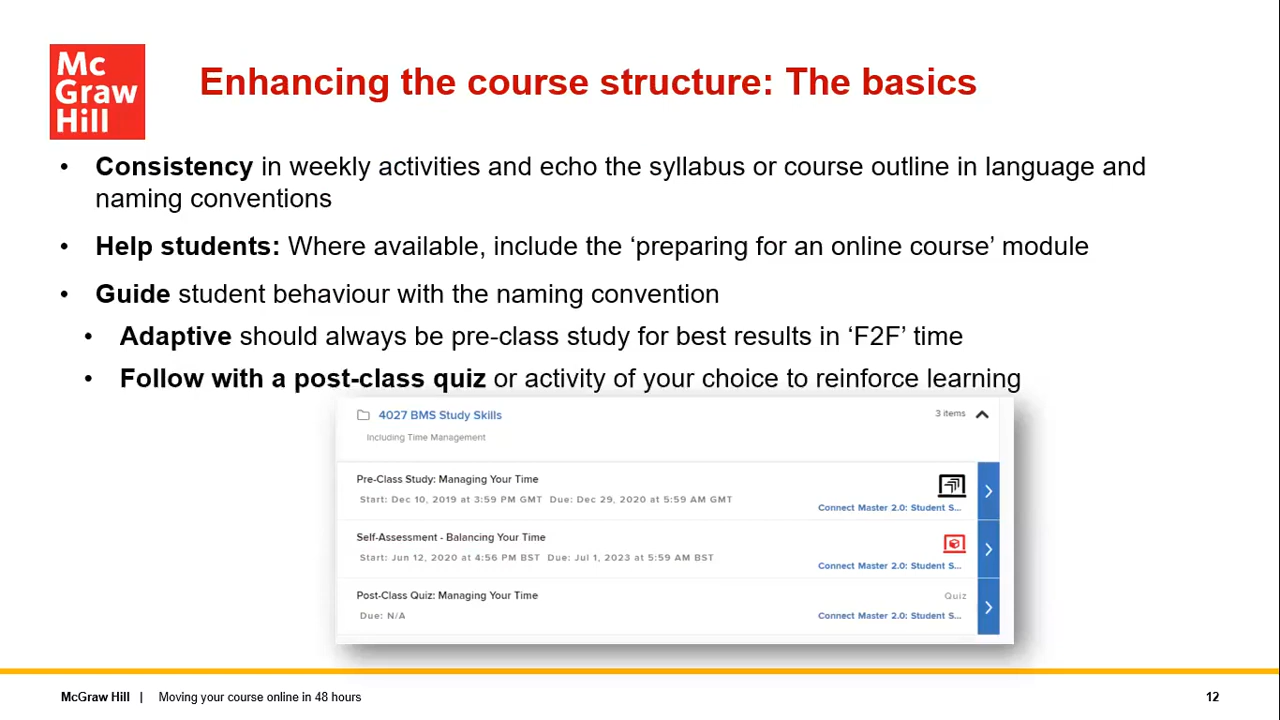 Mc
Graw
Hill
Enhancing the course structure: The basics
• Consistency in weekly activities and echo the syllabus or course outline in language and
naming conventions
• Help students: Where available, include the ‘preparing for an online course’ module
• Guide student behaviour with the naming convention
• Adaptive should always be pre-class study for best results in ‘F2F’ time
• Follow with a post-class quiz or activity of your choice to reinforce learning
4027 BMS Study Skills 3 items
Including Time Management
Pre-Class Study: Managing Your Time
Start: Dec 10, 2019 at 3:59 PM GMT Due: Dec 29, 2020 at 5:59 AM GMT
Connect Master 2.0: Student S...
Self-Assessment - Balancing Your Time
Start: Jun 12, 2020 at 4:56 PM BST Due: Jul 1, 2023 at 5:59 AM BST
Connect Master 2.0: Student S...
Post-Class Quiz: Managing Your Time Quiz
Due: N/A Connect Master 2.0: Student S...
McGraw Hill | Moving your course online in 48 hours 12